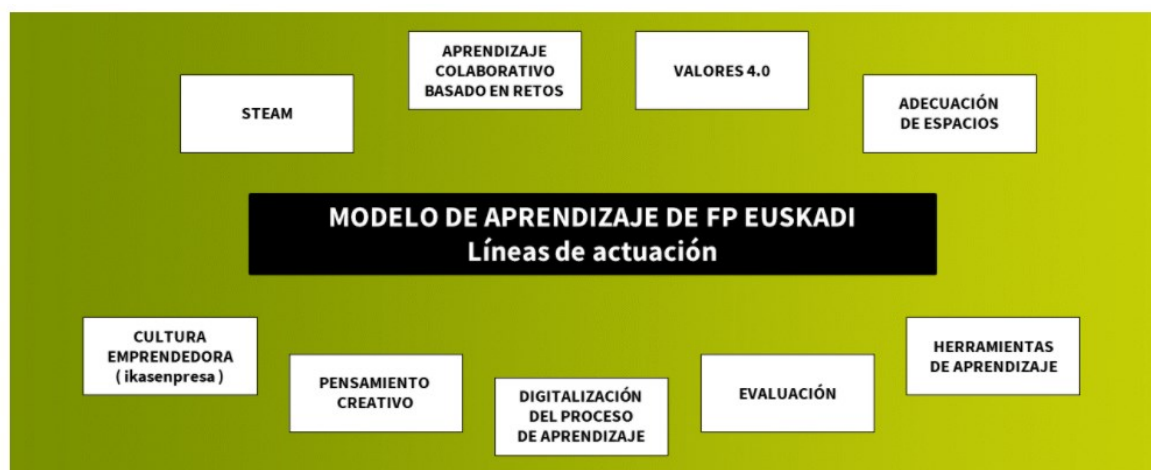 APRENDIZAJE
COLABORATIVO
BASADO EN RETOS
VALORES 4.0
STEAM
ADECUACIÓN
DE ESPACIOS
MODELO DE APRENDIZAJE DE FP EUSKADI
Líneas de actuación
CULTURA
EMPRENDEDORA
( ikasenpresa )
PENSAMIENTO
CREATIVO
DIGITALIZACIÓN
DEL PROCESO
DE APRENDIZAJE
EVALUACIÓN
HERRAMIENTAS
DE APRENDIZAJE